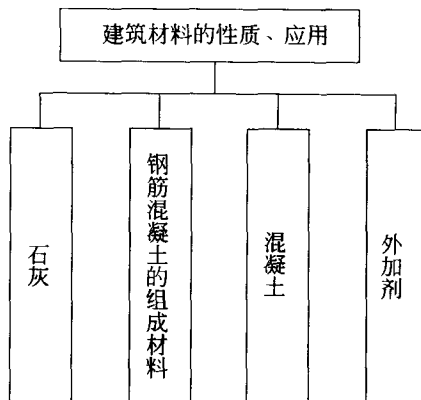 建筑材料的性质、应用
石灰
钢筋混凝土的组成材料
混凝土
外加剂